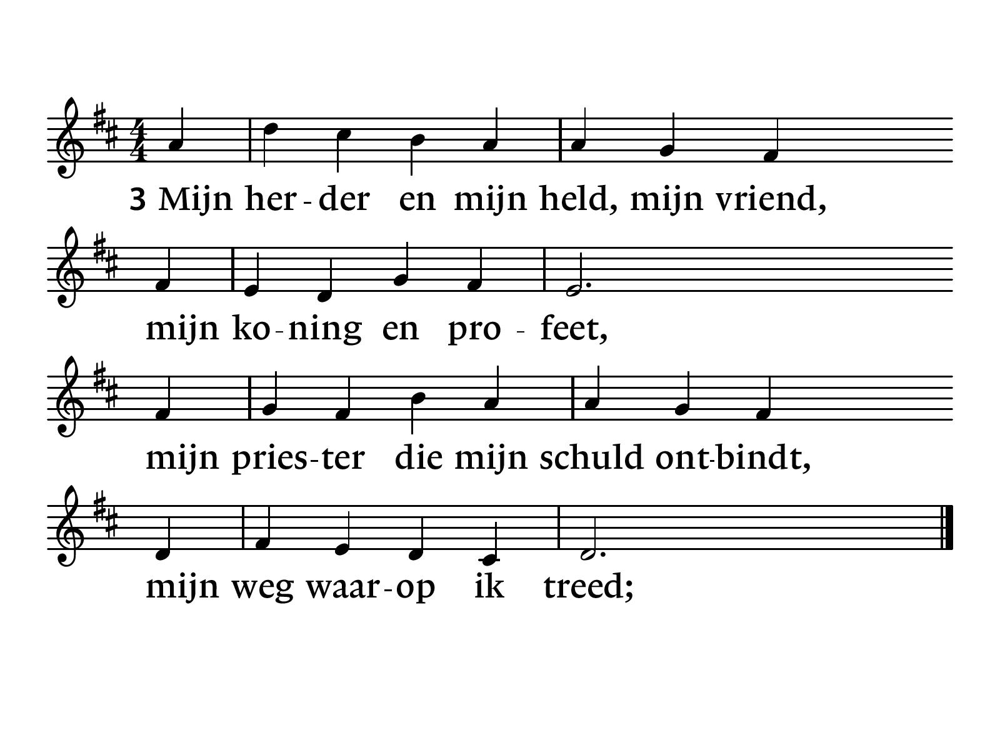 3 Mijn her-der en mijn held, mijn vriend,
mijn ko-ning en pro-feet,
mijn pries-ter die mijn schuld ont-bindt,
mijn weg waar-op ik treed;